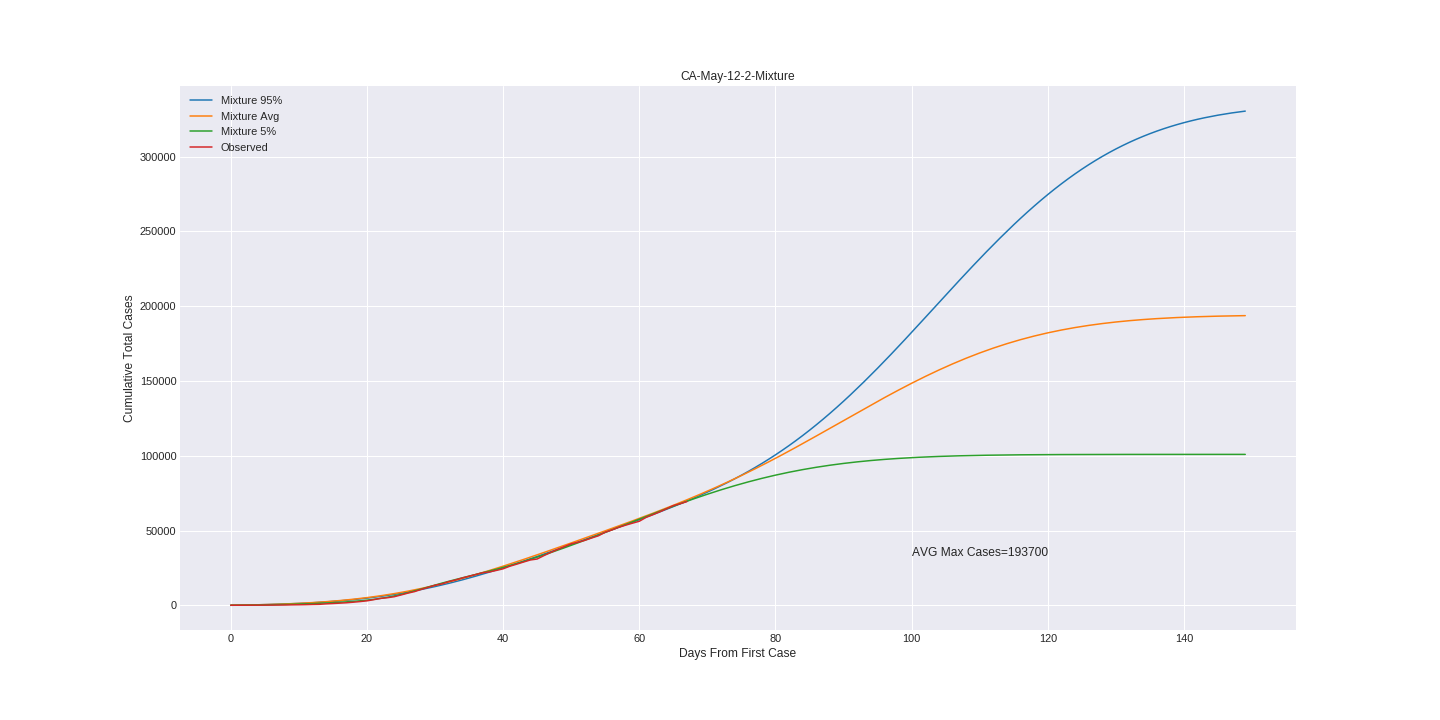 CA-May-12-2-Mixture
Mixture 95%
Mixture Avg
Mixture 5%
Observed
300000
250000
200000
150000
100000
50000
0
Cumulative Total Cases
AVG Max Cases=193700
0 20 40 60 80 100 120 140
Days From First Case